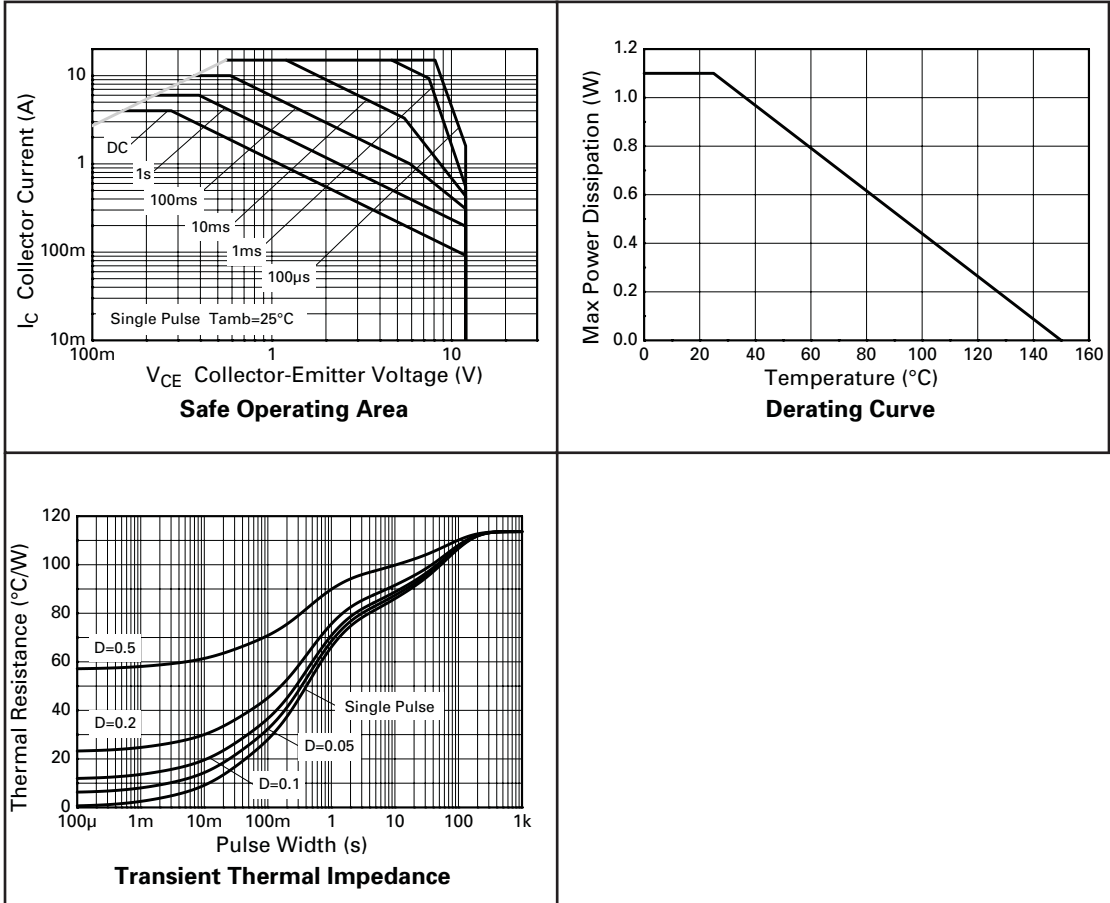 I_C Collector Current (A)
10
1
100m
10m
DC
1s
100ms
10ms
1ms
100µs
Single Pulse Tamb=25°C
100m 1 10
V_CE Collector-Emitter Voltage (V)
Safe Operating Area
Max Power Dissipation (W)
1.2
1.0
0.8
0.6
0.4
0.2
0.0
0 20 40 60 80 100 120 140 160
Temperature (°C)
Derating Curve
Thermal Resistance (°C/W)
120
100
80
60
40
20
0
D=0.5
D=0.2
Single Pulse
D=0.05
D=0.1
100µ 1m 10m 100m 1 10 100 1k
Pulse Width (s)
Transient Thermal Impedance